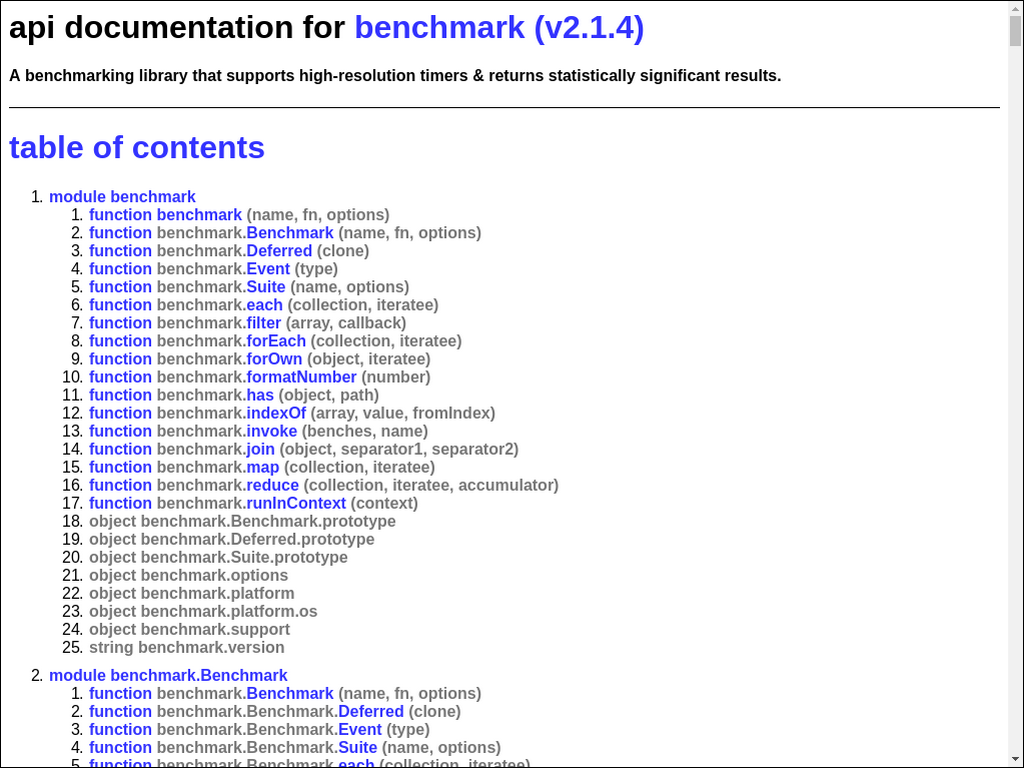 api documentation for benchmark (v2.1.4)
A benchmarking library that supports high-resolution timers & returns statistically significant results.
table of contents
1. module benchmark
1. function benchmark (name, fn, options)
2. function benchmark.Benchmark (name, fn, options)
3. function benchmark.Deferred (clone)
4. function benchmark.Event (type)
5. function benchmark.Suite (name, options)
6. function benchmark.each (collection, iteratee)
7. function benchmark.filter (array, callback)
8. function benchmark.forEach (collection, iteratee)
9. function benchmark.forOwn (object, iteratee)
10. function benchmark.formatNumber (number)
11. function benchmark.has (object, path)
12. function benchmark.indexOf (array, value, fromIndex)
13. function benchmark.invoke (benches, name)
14. function benchmark.join (object, separator1, separator2)
15. function benchmark.map (collection, iteratee)
16. function benchmark.reduce (collection, iteratee, accumulator)
17. function benchmark.runInContext (context)
18. object benchmark.Benchmark.prototype
19. object benchmark.Deferred.prototype
20. object benchmark.Suite.prototype
21. object benchmark.options
22. object benchmark.platform
23. object benchmark.platform.os
24. object benchmark.support
25. string benchmark.version
2. module benchmark.Benchmark
1. function benchmark.Benchmark (name, fn, options)
2. function benchmark.Benchmark.Deferred (clone)
3. function benchmark.Benchmark.Event (type)
4. function benchmark.Benchmark.Suite (name, options)
5. function benchmark.Benchmark.each (collection, iteratee)